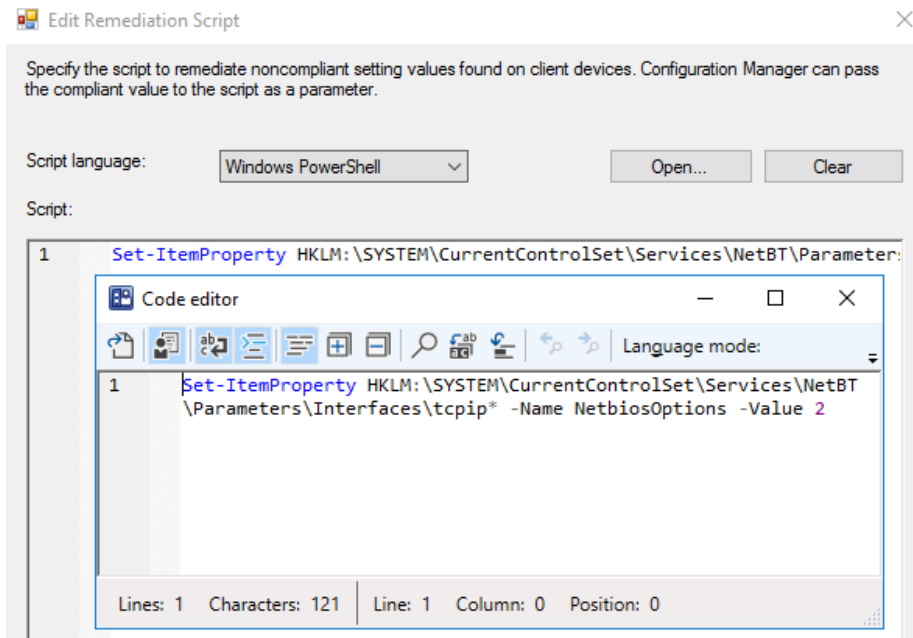 Edit Remediation Script
Specify the script to remediate noncompliant setting values found on client devices. Configuration Manager can pass
the compliant value to the script as a parameter.
Script language:
Windows PowerShell
Open...
Clear
Script:
1 Set-ItemProperty HKLM:\SYSTEM\CurrentControlSet\Services\NetBT\Parameters
Code editor
Language mode:
1 Set-ItemProperty HKLM:\SYSTEM\CurrentControlSet\Services\NetBT
\Parameters\Interfaces\tcpip* -Name NetbiosOptions -Value 2
Lines: 1 Characters: 121 Line: 1 Column: 0 Position: 0